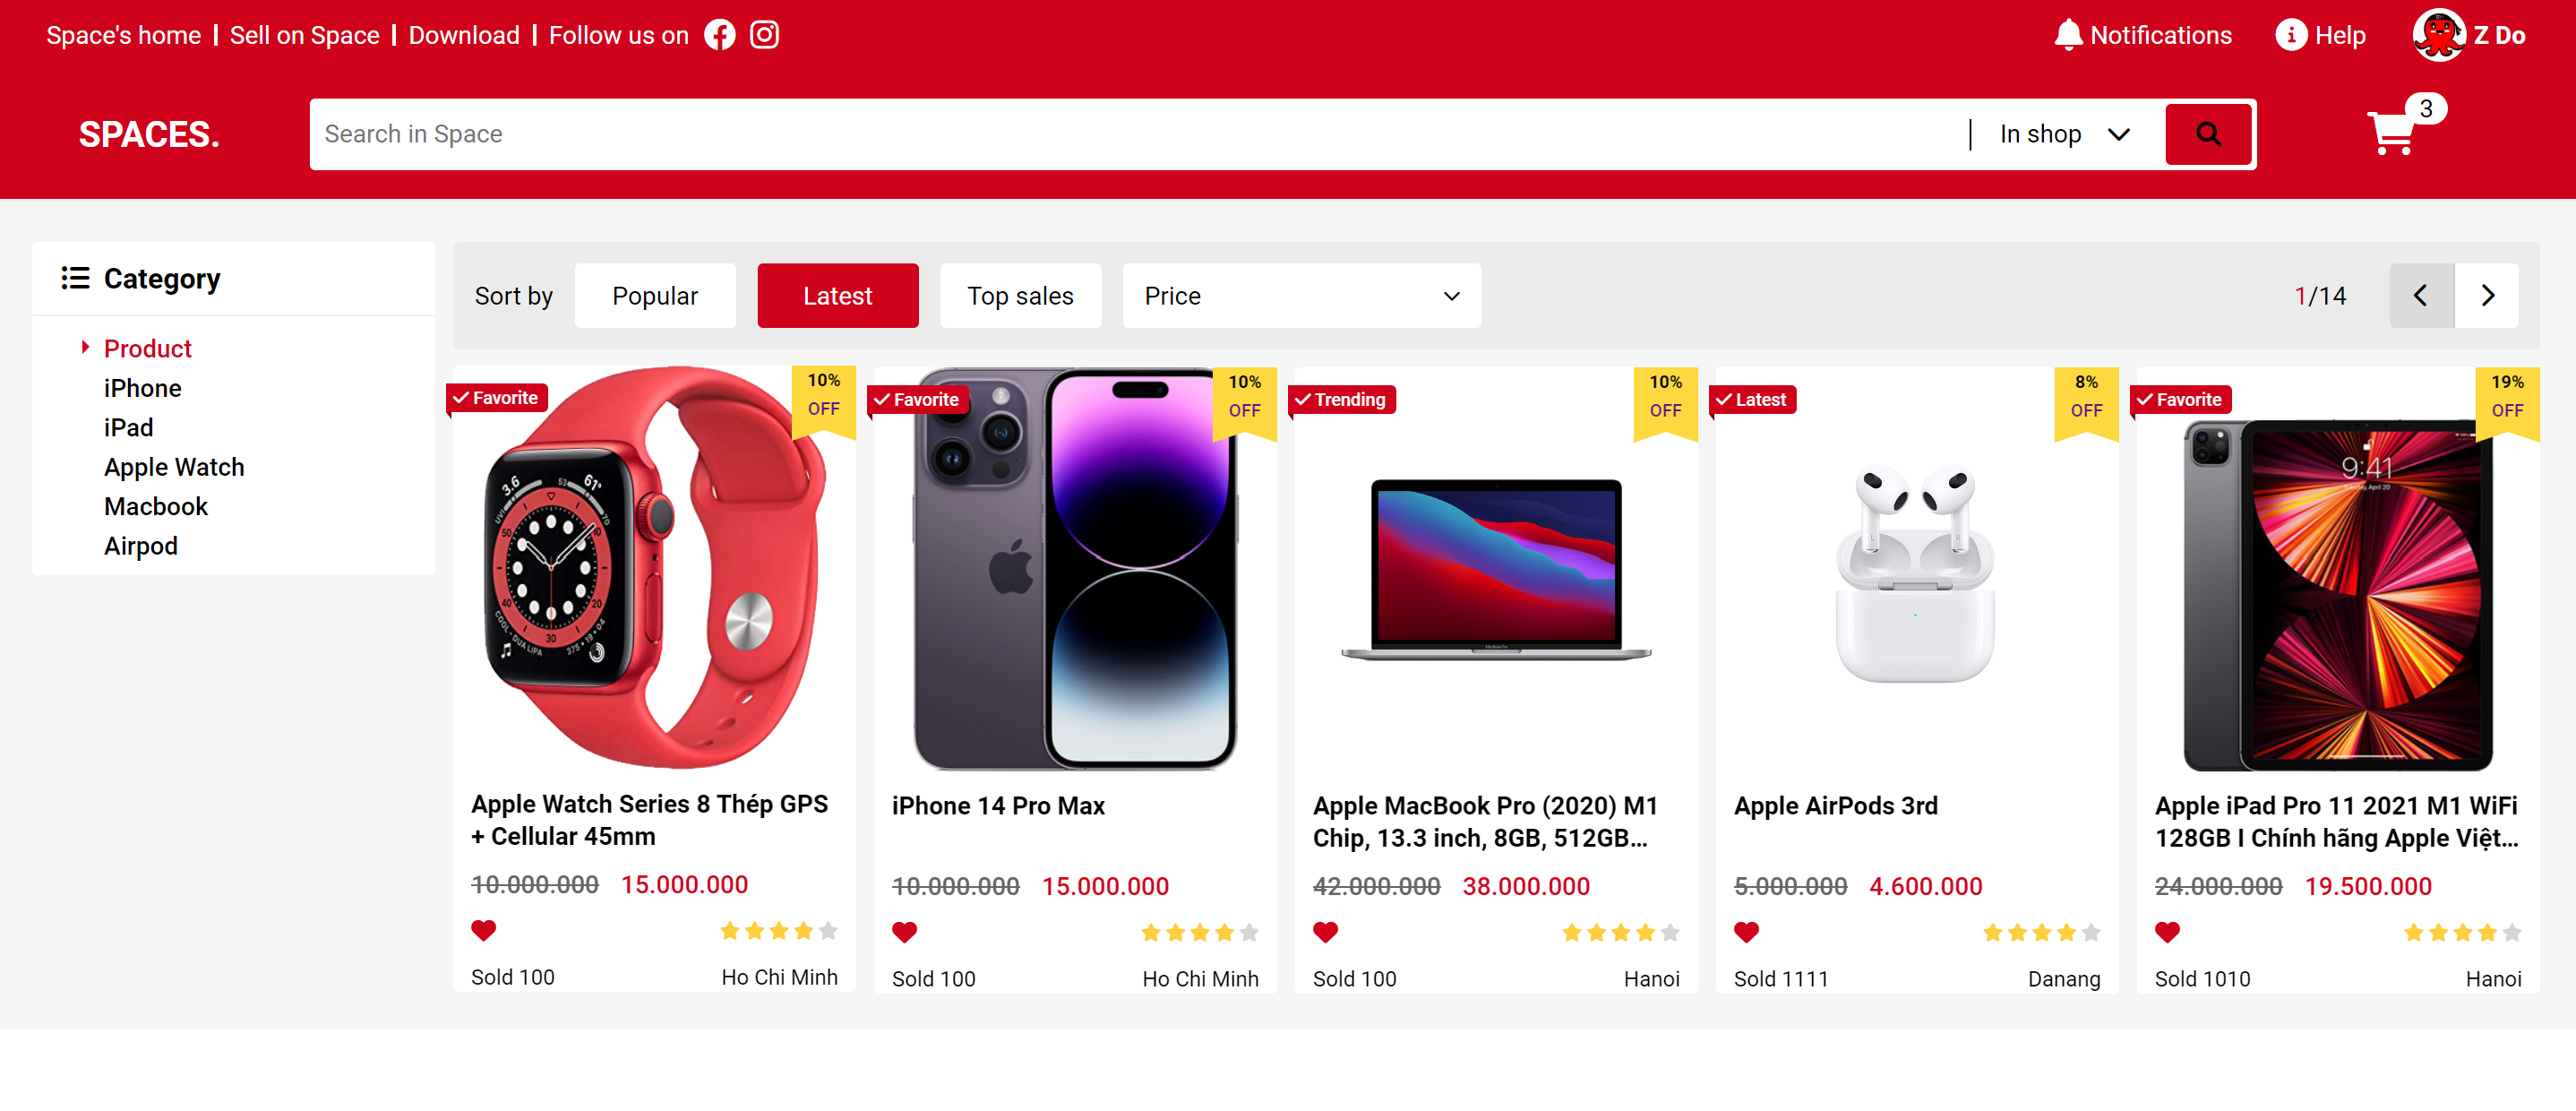 Space's home | Sell on Space | Download | Follow us on
Notifications
Help
Z Do
SPACES.
Search in Space
In shop
3
Category
Product
iPhone
iPad
Apple Watch
Macbook
Airpod
Sort by
Popular
Latest
Top sales
Price
1/14
Favorite
10%
OFF
3.6
53
61°
9:41
Apple Watch Series 8 Thép GPS
+ Cellular 45mm
10.000.000 15.000.000
Sold 100
Ho Chi Minh
Favorite
10%
OFF
iPhone 14 Pro Max
10.000.000 15.000.000
Sold 100
Ho Chi Minh
Trending
10%
OFF
Apple MacBook Pro (2020) M1
Chip, 13.3 inch, 8GB, 512GB...
42.000.000 38.000.000
Sold 100
Hanoi
Latest
8%
OFF
Apple AirPods 3rd
5.000.000 4.600.000
Sold 1111
Danang
Favorite
19%
OFF
Apple iPad Pro 11 2021 M1 WiFi
128GB I Chính hãng Apple Việt...
24.000.000 19.500.000
Sold 1010
Hanoi